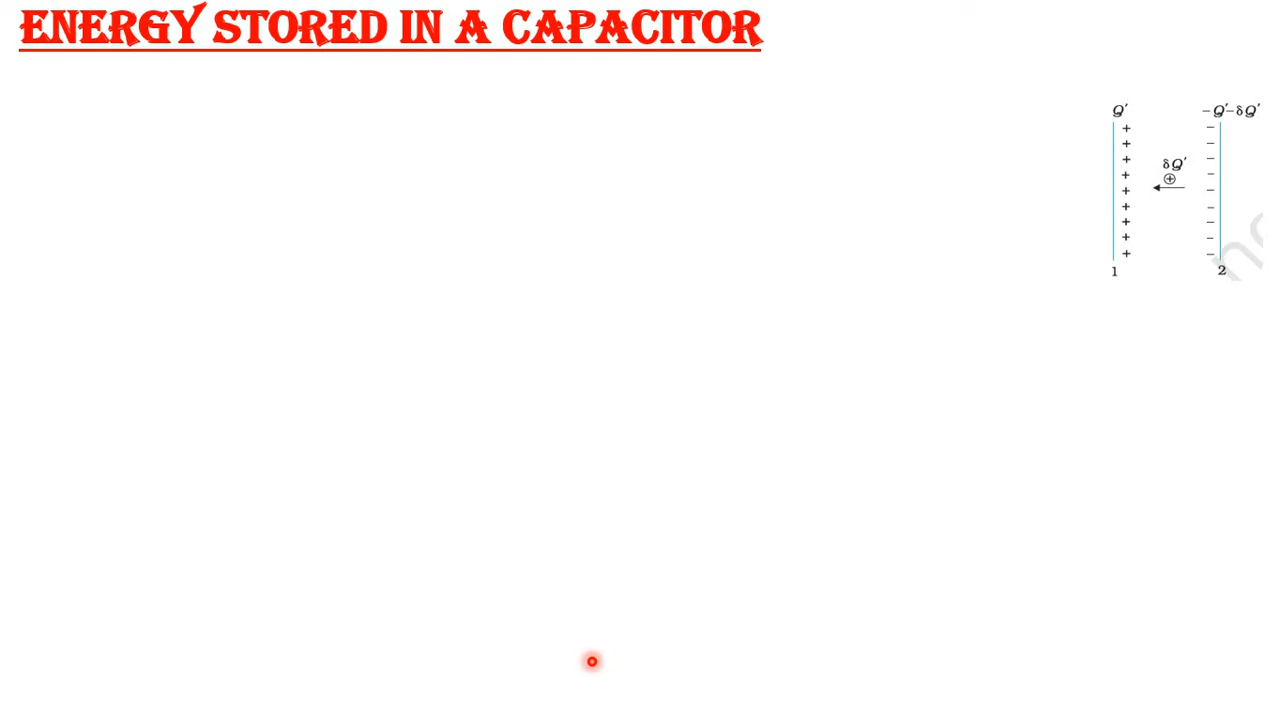 ENERGY STORED IN A CAPACITOR
Q′
− Q′− δQ′
δQ′
1
2